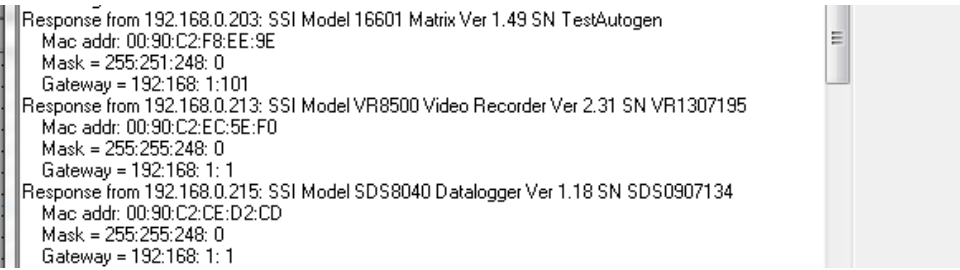 Response from 192.168.0.203: SSI Model 16601 Matrix Ver 1.49 SN TestAutogen
Mac addr: 00:90:C2:F8:EE:9E
Mask = 255:251:248: 0
Gateway = 192:168: 1:101
Response from 192.168.0.213: SSI Model VR8500 Video Recorder Ver 2.31 SN VR1307195
Mac addr: 00:90:C2:EC:5E:F0
Mask = 255:255:248: 0
Gateway = 192:168: 1: 1
Response from 192.168.0.215: SSI Model SDS8040 Datalogger Ver 1.18 SN SDS0907134
Mac addr: 00:90:C2:CE:D2:CD
Mask = 255:255:248: 0
Gateway = 192:168: 1: 1